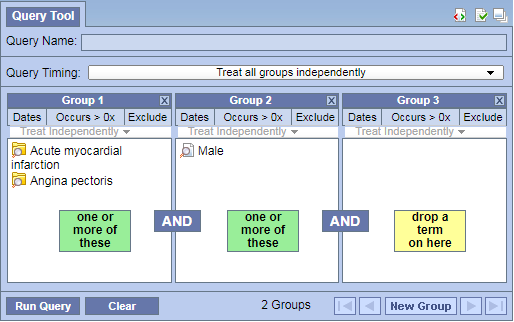 Query Tool
Query Name:
Query Timing: Treat all groups independently
Group 1 Group 2 Group 3
Dates Occurs > 0x Exclude Dates Occurs > 0x Exclude Dates Occurs > 0x Exclude
Treat Independently Treat Independently Treat Independently
Acute myocardial
infarction
Angina pectoris
Male
one or
more of
these
AND
one or
more of
these
AND
drop a
term
on here
Run Query Clear 2 Groups New Group